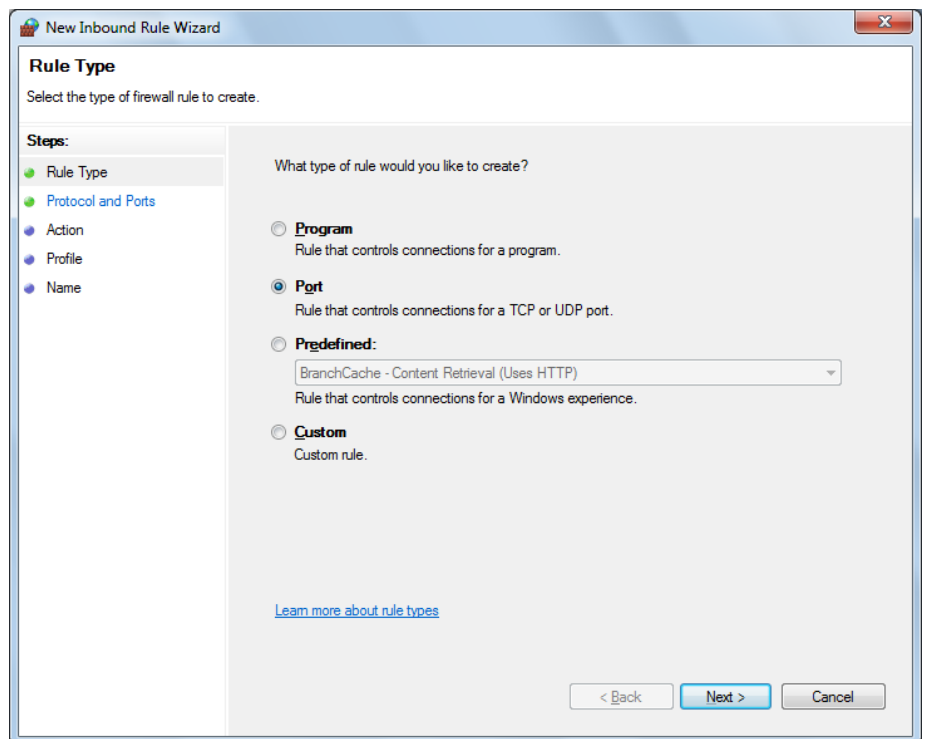 New Inbound Rule Wizard
Rule Type
Select the type of firewall rule to create.
Steps:
Rule Type
Protocol and Ports
Action
Profile
Name
What type of rule would you like to create?
Program
Rule that controls connections for a program.
Port
Rule that controls connections for a TCP or UDP port.
Predefined:
BranchCache - Content Retrieval (Uses HTTP)
Rule that controls connections for a Windows experience.
Custom
Custom rule.
Learn more about rule types
< Back Next > Cancel